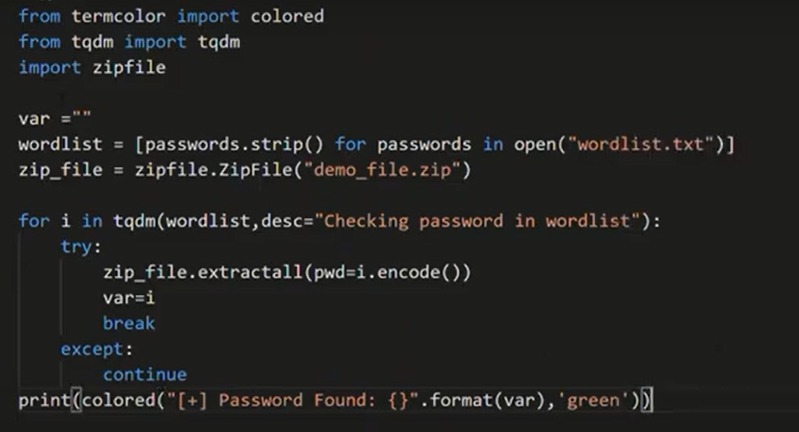 from termcolor import colored
from tqdm import tqdm
import zipfile

var =""
wordlist = [passwords.strip() for passwords in open("wordlist.txt")]
zip_file = zipfile.ZipFile("demo_file.zip")

for i in tqdm(wordlist,desc="Checking password in wordlist"):
    try:
        zip_file.extractall(pwd=i.encode())
        var=i
        break
    except:
        continue
print(colored("[+] Password Found: {}".format(var),'green'))